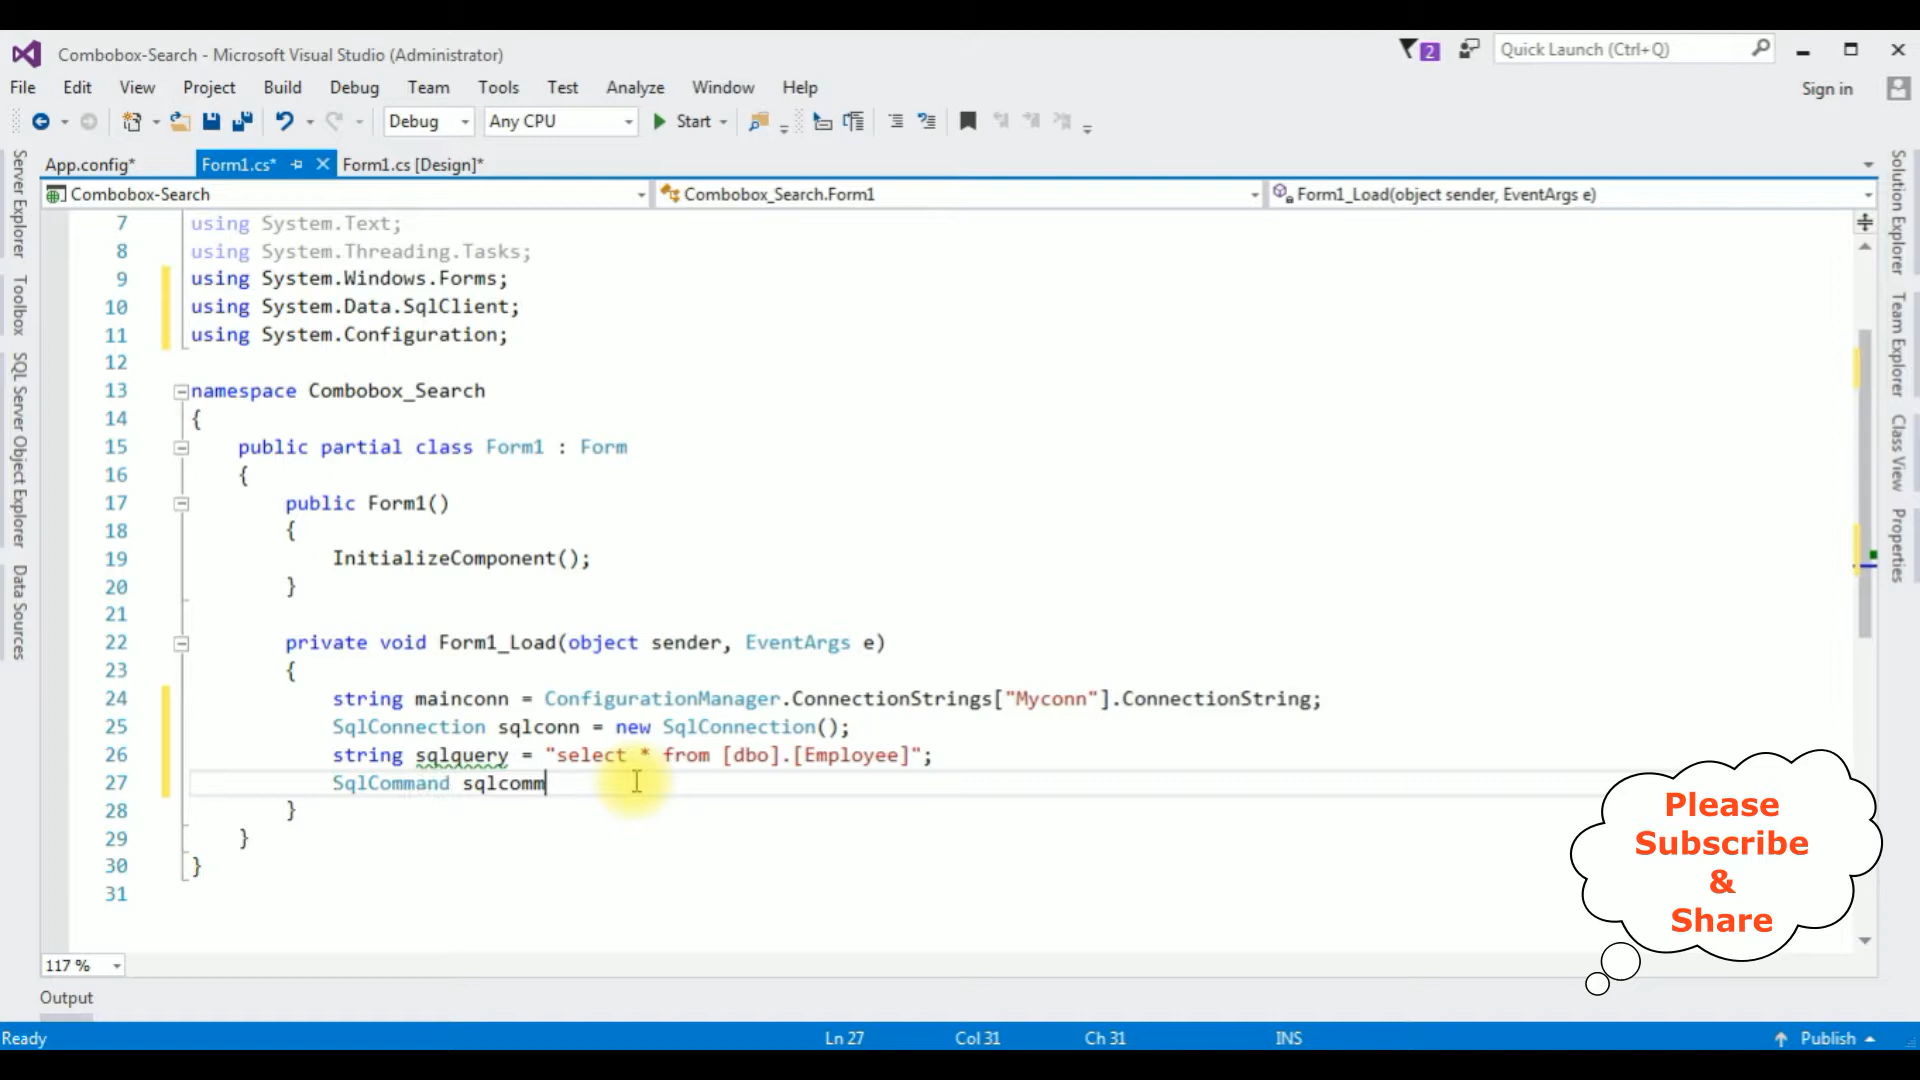 Combobox-Search - Microsoft Visual Studio (Administrator)
2
Quick Launch (Ctrl+Q)
File Edit View Project Build Debug Team Tools Test Analyze Window Help
Sign in
Debug Any CPU Start
App.config* Form1.cs* Form1.cs [Design]*
Combobox-Search Combobox_Search.Form1 Form1_Load(object sender, EventArgs e)
Server Explorer
Toolbox
SQL Server Object Explorer
Data Sources
7 using System.Text;
8 using System.Threading.Tasks;
9 using System.Windows.Forms;
10 using System.Data.SqlClient;
11 using System.Configuration;
12
13 namespace Combobox_Search
14 {
15 public partial class Form1 : Form
16 {
17 public Form1()
18 {
19 InitializeComponent();
20 }
21
22 private void Form1_Load(object sender, EventArgs e)
23 {
24 string mainconn = ConfigurationManager.ConnectionStrings["Myconn"].ConnectionString;
25 SqlConnection sqlconn = new SqlConnection();
26 string sqlquery = "select * from [dbo].[Employee]";
27 SqlCommand sqlcomm
28 }
29 }
30 }
31
Solution Explorer
Team Explorer
Class View
Properties
Please
Subscribe
&
Share
117 %
Output
Ready Ln 27 Col 31 Ch 31 INS Publish